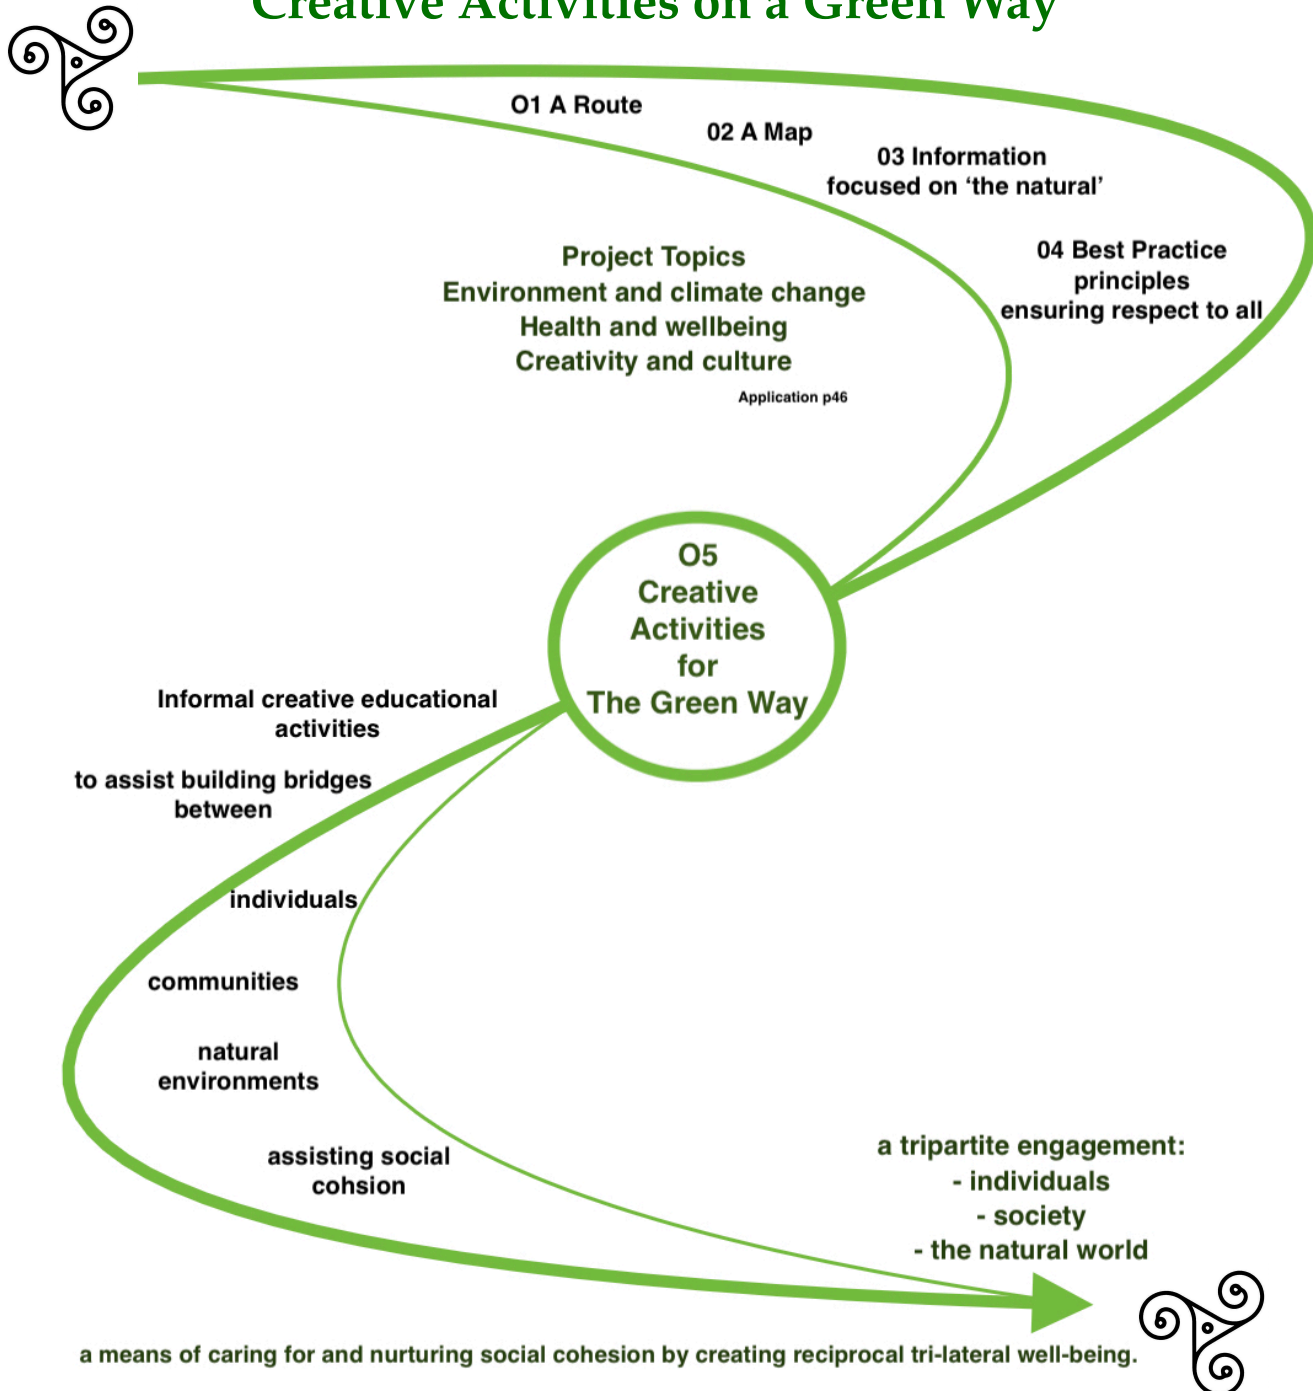 Creative Activities on a Green Way
O1 A Route
02 A Map
03 Information
focused on ‘the natural’
04 Best Practice
principles
ensuring respect to all
Project Topics
Environment and climate change
Health and wellbeing
Creativity and culture
Application p46
O5
Creative
Activities
for
The Green Way
Informal creative educational
activities
to assist building bridges
between
individuals
communities
natural
environments
assisting social
cohsion
a tripartite engagement:
- individuals
- society
- the natural world
a means of caring for and nurturing social cohesion by creating reciprocal tri-lateral well-being.